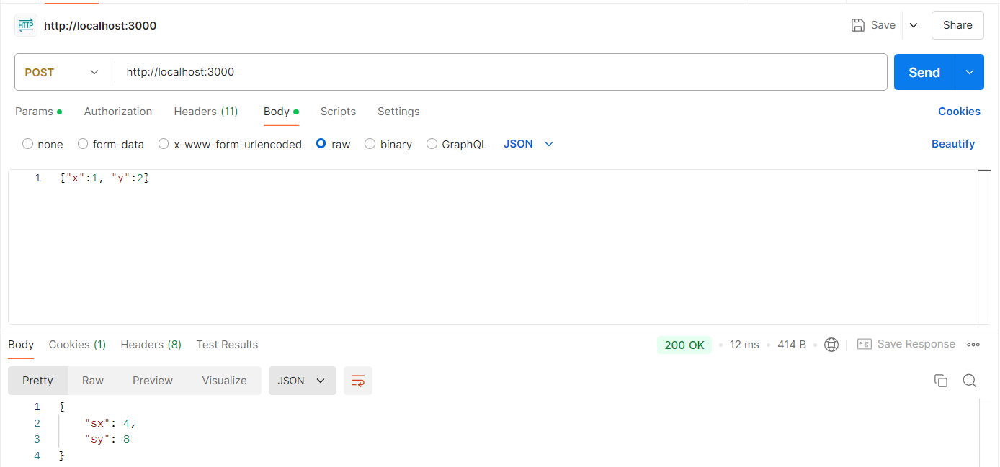 HTTP http://localhost:3000 Save Share
POST http://localhost:3000 Send
Params Authorization Headers (11) Body Scripts Settings Cookies
none form-data x-www-form-urlencoded raw binary GraphQL JSON Beautify
1 {"x":1, "y":2}
Body Cookies (1) Headers (8) Test Results 200 OK 12 ms 414 B e.g. Save Response
Pretty Raw Preview Visualize JSON
1 {
2 "sx": 4,
3 "sy": 8
4 }